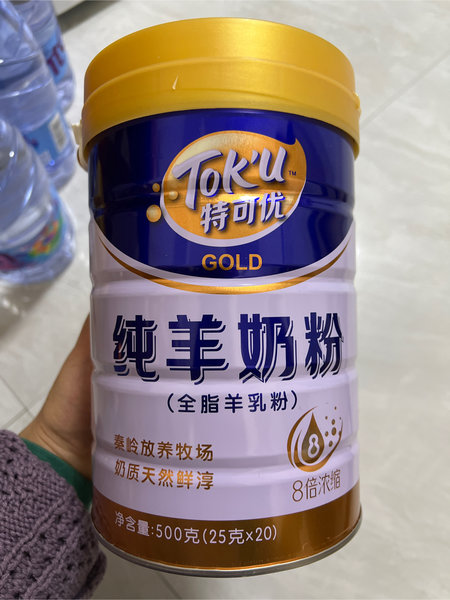 Tok'u™
特可优
GOLD
纯羊奶粉
(全脂羊乳粉)
秦岭放养牧场
奶质天然鲜淳
8
8倍浓缩
净含量:500克(25克×20)